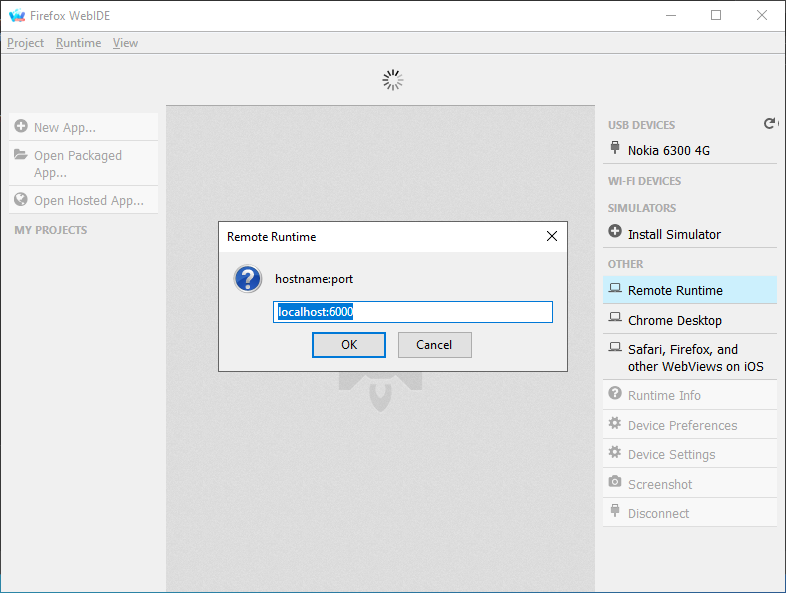 Firefox WebIDE
Project Runtime View
New App...
Open Packaged
App...
Open Hosted App...
MY PROJECTS
Remote Runtime
hostname:port
localhost:6000
OK Cancel
USB DEVICES
Nokia 6300 4G
WI-FI DEVICES
SIMULATORS
Install Simulator
OTHER
Remote Runtime
Chrome Desktop
Safari, Firefox, and
other WebViews on iOS
Runtime Info
Device Preferences
Device Settings
Screenshot
Disconnect